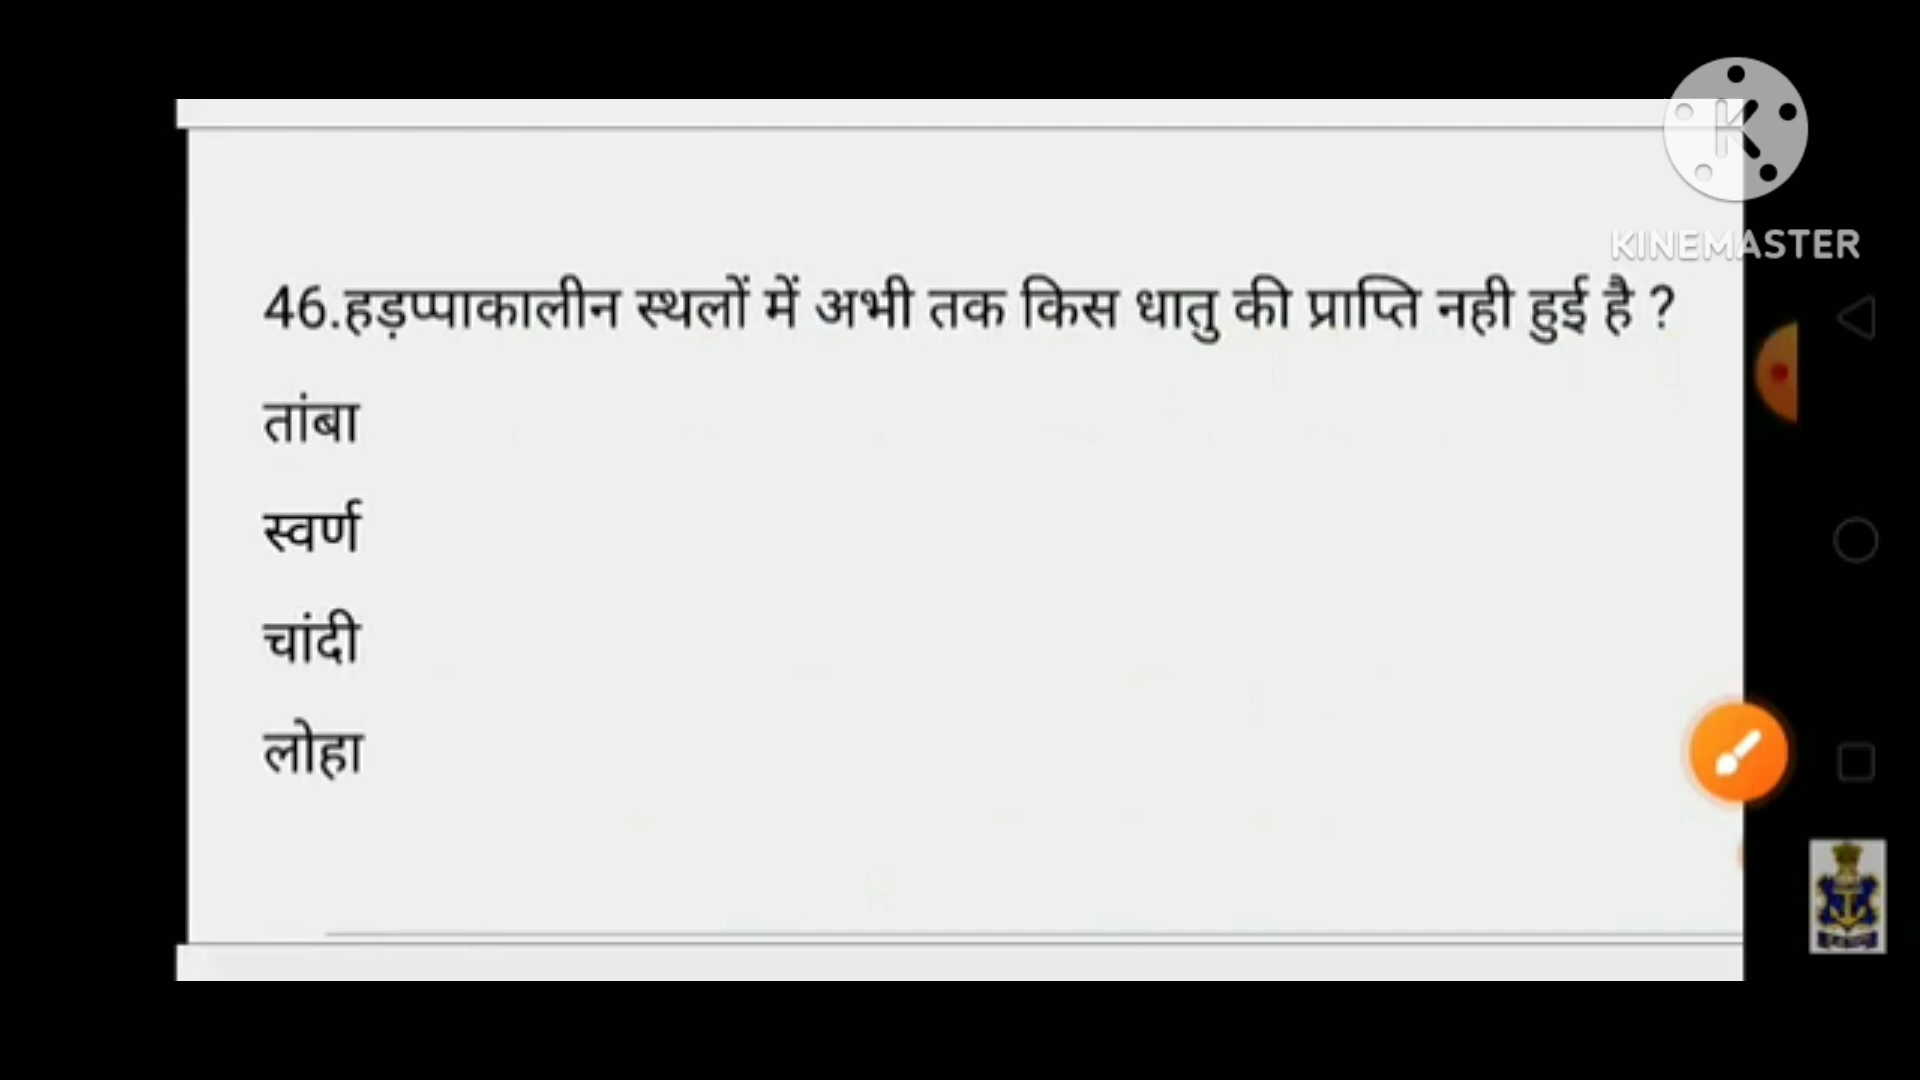 KINEMASTER
46.हड़प्पाकालीन स्थलों में अभी तक किस धातु की प्राप्ति नही हुई है ?
तांबा
स्वर्ण
चांदी
लोहा